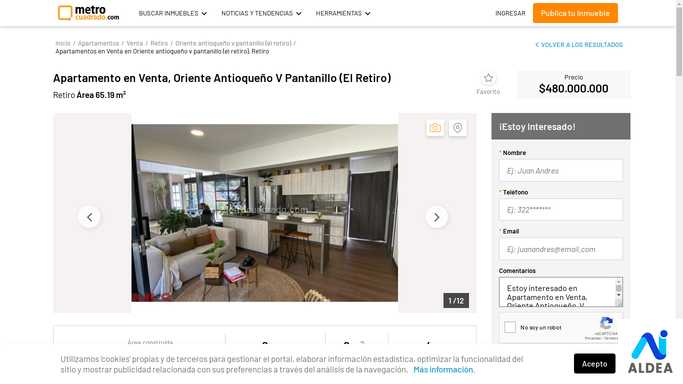 metro
cuadrado.com
BUSCAR INMUEBLES
NOTICIAS Y TENDENCIAS
HERRAMIENTAS
INGRESAR
Publica tu Inmueble
Inicio / Apartamentos / Venta / Retiro / Oriente antioqueño v pantanillo (el retiro) /
Apartamentos en Venta en Oriente antioqueño v pantanillo (el retiro), Retiro
VOLVER A LOS RESULTADOS
Apartamento en Venta, Oriente Antioqueño V Pantanillo (El Retiro)
Retiro Área 65.19 m²
Favorito
Precio
$480.000.000
1 /12
¡Estoy Interesado!
* Nombre
Ej: Juan Andres
* Teléfono
Ej: 322*******
* Email
Ej: juanandres@email.com
Comentarios
Estoy interesado en
Apartamento en Venta,
Oriente Antioqueño, V
No soy un robot
reCAPTCHA
Privacidad - Términos
Área construida
Utilizamos 'cookies' propias y de terceros para gestionar el portal, elaborar información estadística, optimizar la funcionalidad del
sitio y mostrar publicidad relacionada con sus preferencias a través del análisis de la navegación. Más información.
Acepto
ALDEA